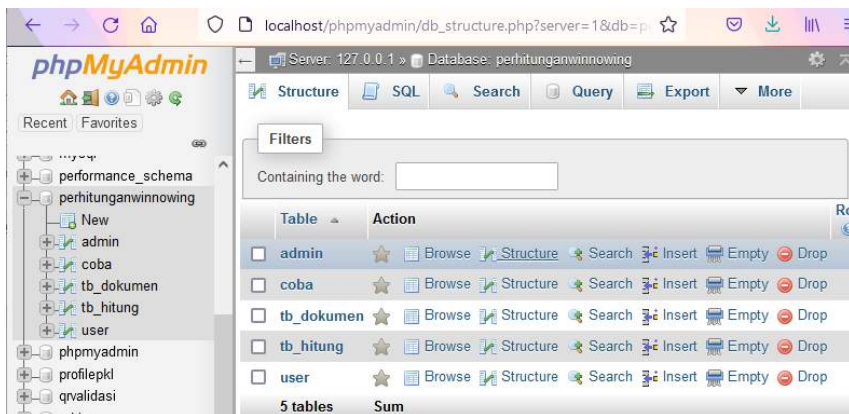 localhost/phpmyadmin/db_structure.php?server=1&db=p
phpMyAdmin
Recent Favorites
performance_schema
perhitunganwinnowing
New
admin
coba
tb_dokumen
tb_hitung
user
phpmyadmin
profilepkl
qrvalidasi
Server: 127.0.0.1 » Database: perhitunganwinnowing
Structure SQL Search Query Export More
Filters
Containing the word:
Table Action
admin Browse Structure Search Insert Empty Drop
coba Browse Structure Search Insert Empty Drop
tb_dokumen Browse Structure Search Insert Empty Drop
tb_hitung Browse Structure Search Insert Empty Drop
user Browse Structure Search Insert Empty Drop
5 tables Sum